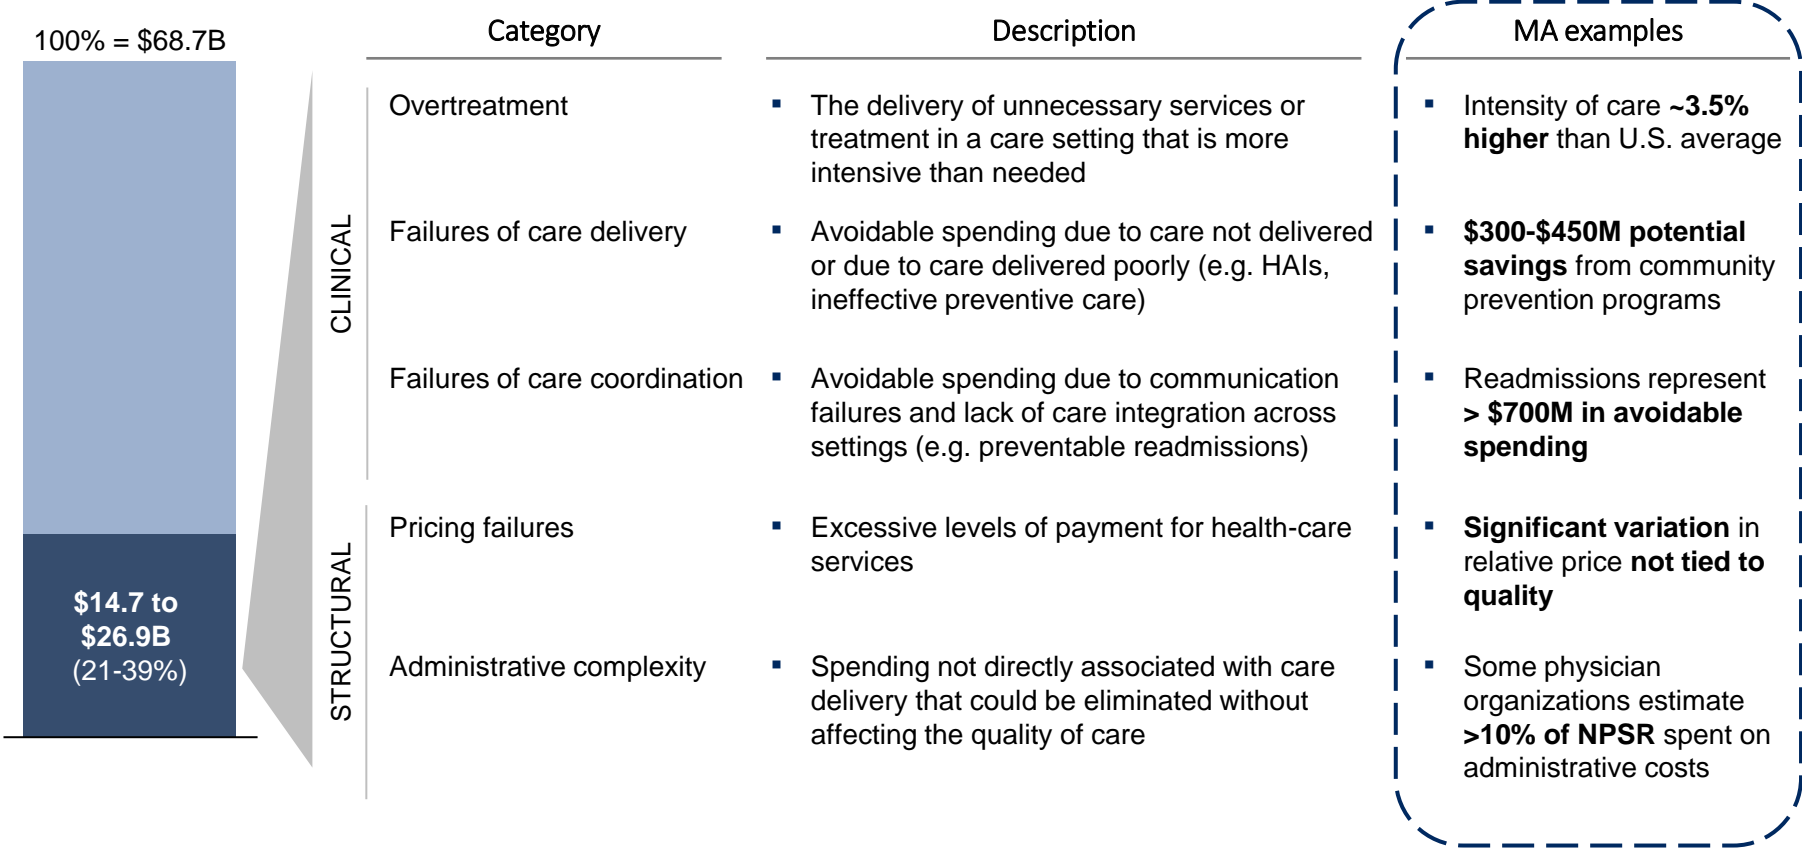 100% = $68.7B
$14.7 to
$26.9B
(21-39%)
Category
Description
MA examples
CLINICAL
Overtreatment
▪ The delivery of unnecessary services or
treatment in a care setting that is more
intensive than needed
▪ Intensity of care ~3.5%
higher than U.S. average
Failures of care delivery
▪ Avoidable spending due to care not delivered
or due to care delivered poorly (e.g. HAIs,
ineffective preventive care)
▪ $300-$450M potential
savings from community
prevention programs
Failures of care coordination
▪ Avoidable spending due to communication
failures and lack of care integration across
settings (e.g. preventable readmissions)
▪ Readmissions represent
> $700M in avoidable
spending
STRUCTURAL
Pricing failures
▪ Excessive levels of payment for health-care
services
▪ Significant variation in
relative price not tied to
quality
Administrative complexity
▪ Spending not directly associated with care
delivery that could be eliminated without
affecting the quality of care
▪ Some physician
organizations estimate
>10% of NPSR spent on
administrative costs